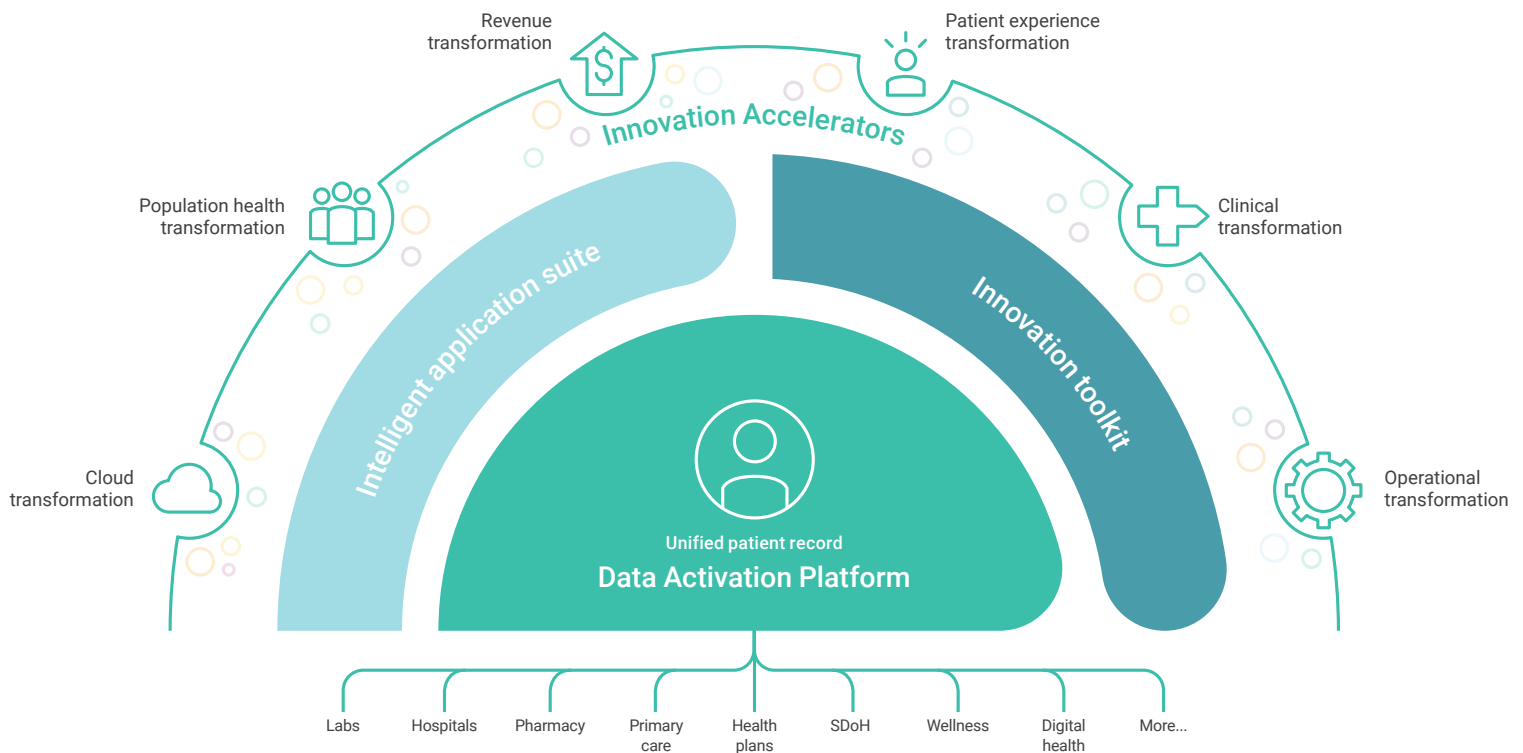 Revenue
transformation
Patient experience
transformation
Innovation Accelerators
Population health
transformation
Clinical
transformation
Intelligent application suite
Innovation toolkit
Cloud
transformation
Operational
transformation
Unified patient record
Data Activation Platform
Labs
Hospitals
Pharmacy
Primary
care
Health
plans
SDoH
Wellness
Digital
health
More...